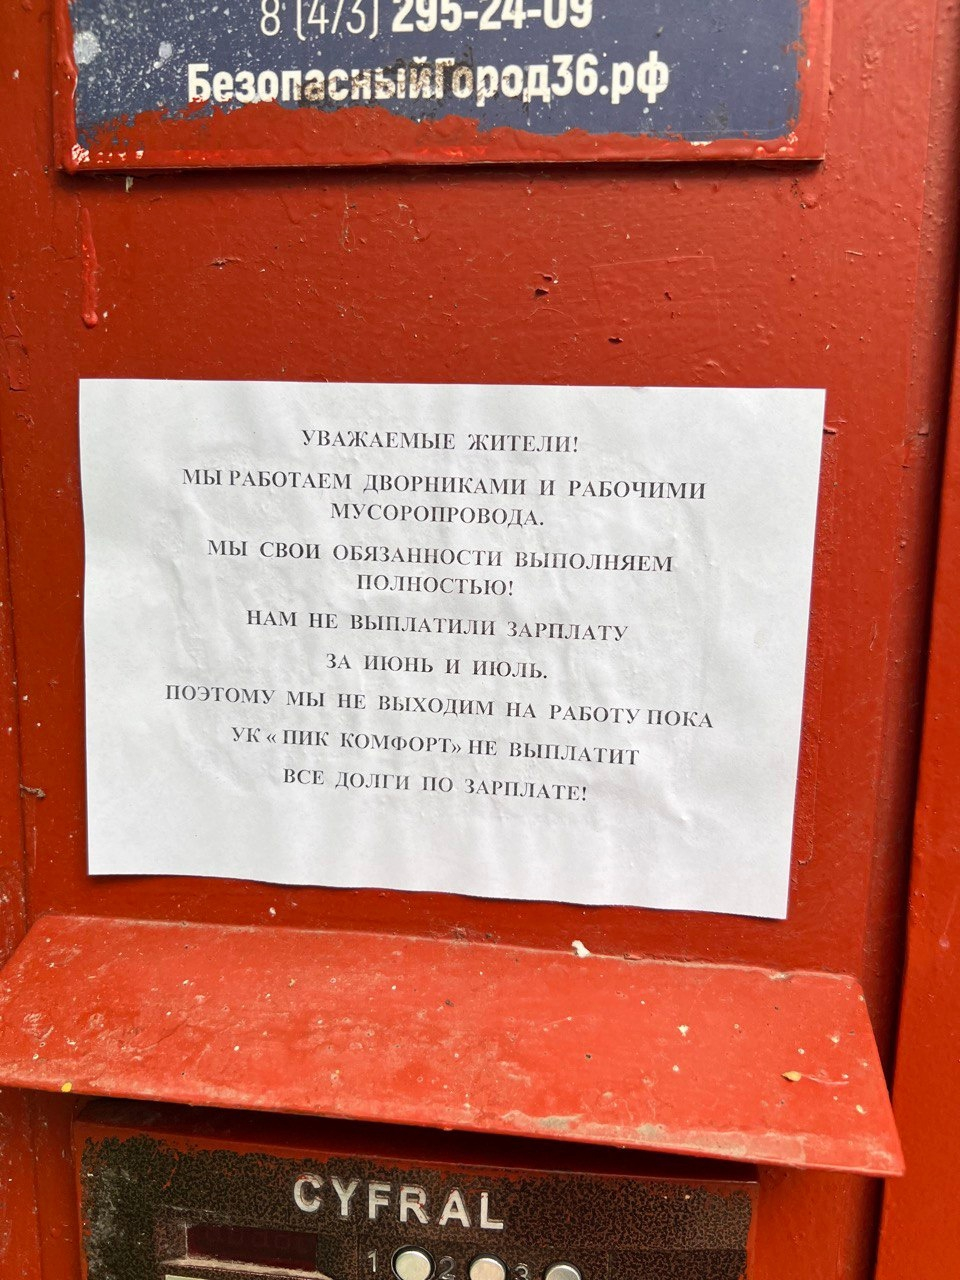 8 (473) 295-24-09
БезопасныйГород36.рф
УВАЖАЕМЫЕ ЖИТЕЛИ!
МЫ РАБОТАЕМ ДВОРНИКАМИ И РАБОЧИМИ
МУСОРОПРОВОДА.
МЫ СВОИ ОБЯЗАННОСТИ ВЫПОЛНЯЕМ
ПОЛНОСТЬЮ!
НАМ НЕ ВЫПЛАТИЛИ ЗАРПЛАТУ
ЗА ИЮНЬ И ИЮЛЬ.
ПОЭТОМУ МЫ НЕ ВЫХОДИМ НА РАБОТУ ПОКА
УК « ПИК КОМФОРТ» НЕ ВЫПЛАТИТ
ВСЕ ДОЛГИ ПО ЗАРПЛАТЕ!
CYFRAL
1 2 3